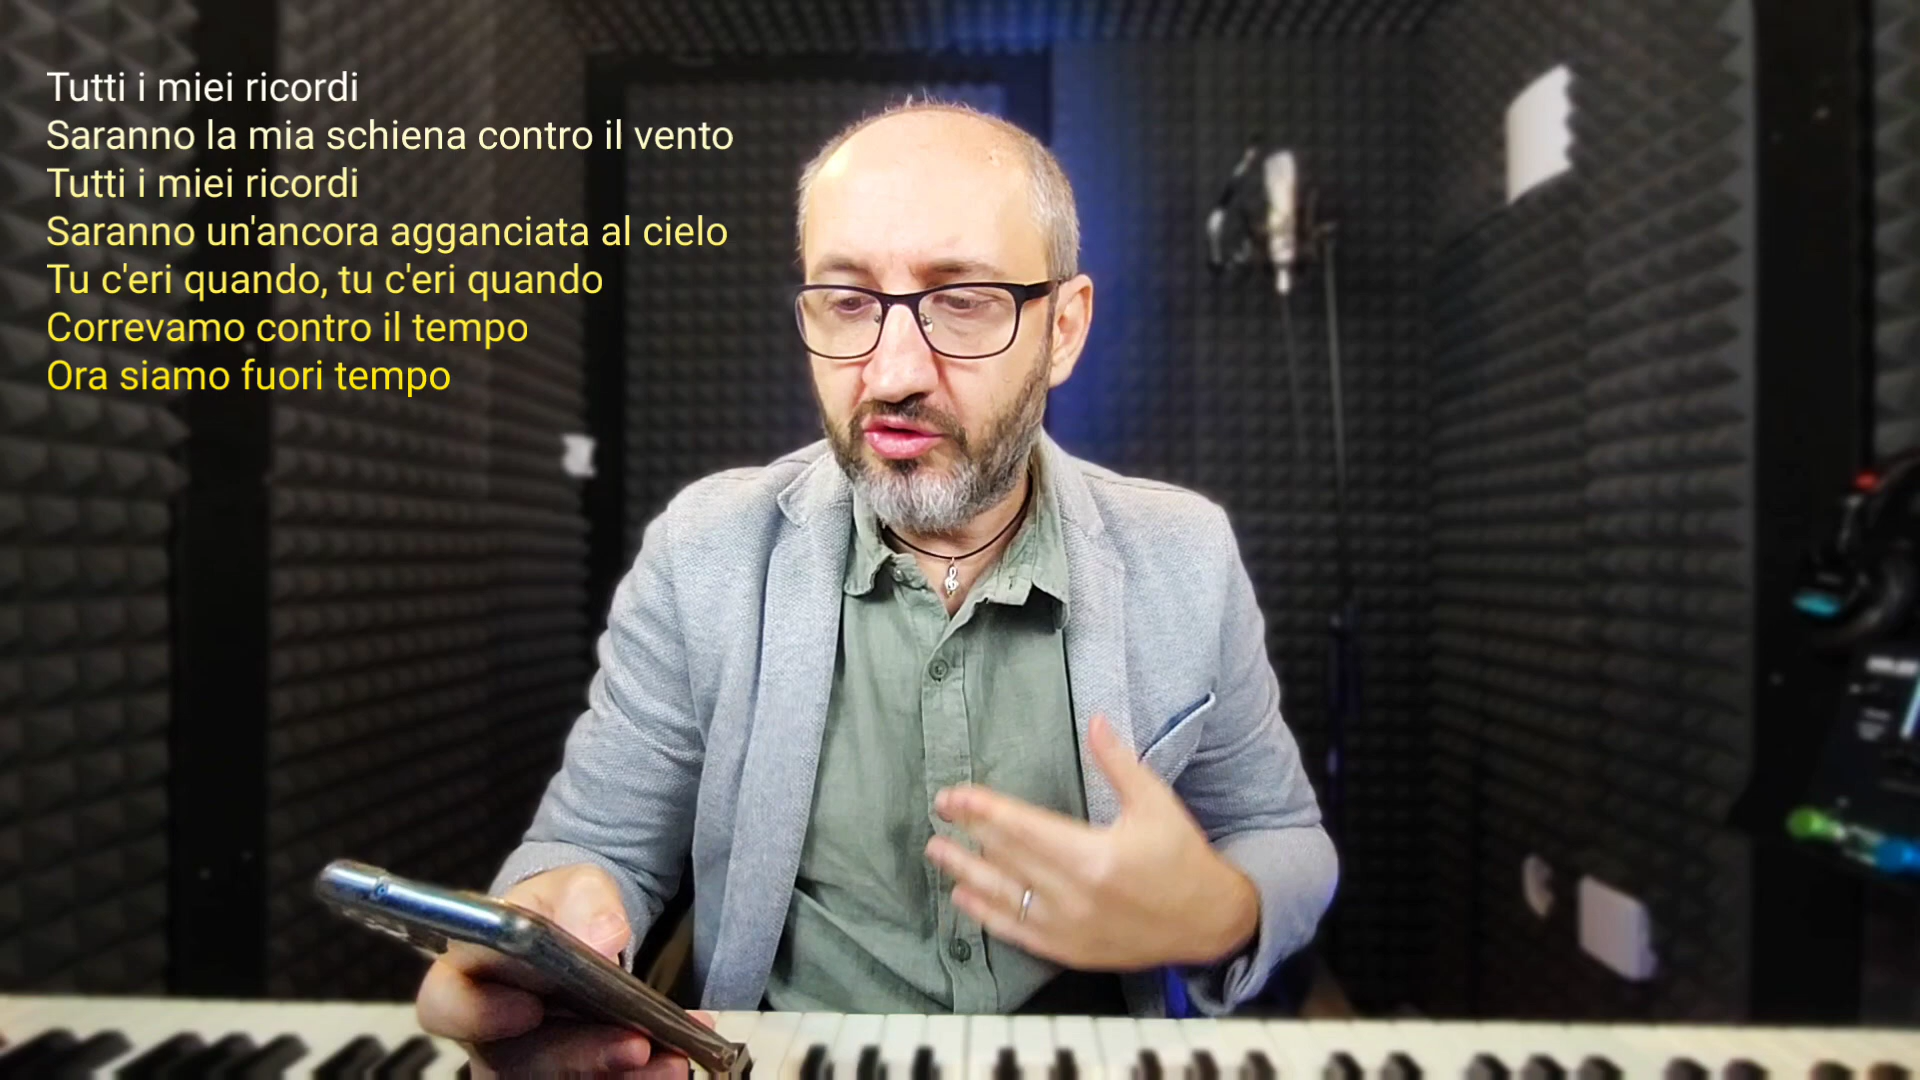 Tutti i miei ricordi
Saranno la mia schiena contro il vento
Tutti i miei ricordi
Saranno un'ancora agganciata al cielo
Tu c'eri quando, tu c'eri quando
Correvamo contro il tempo
Ora siamo fuori tempo